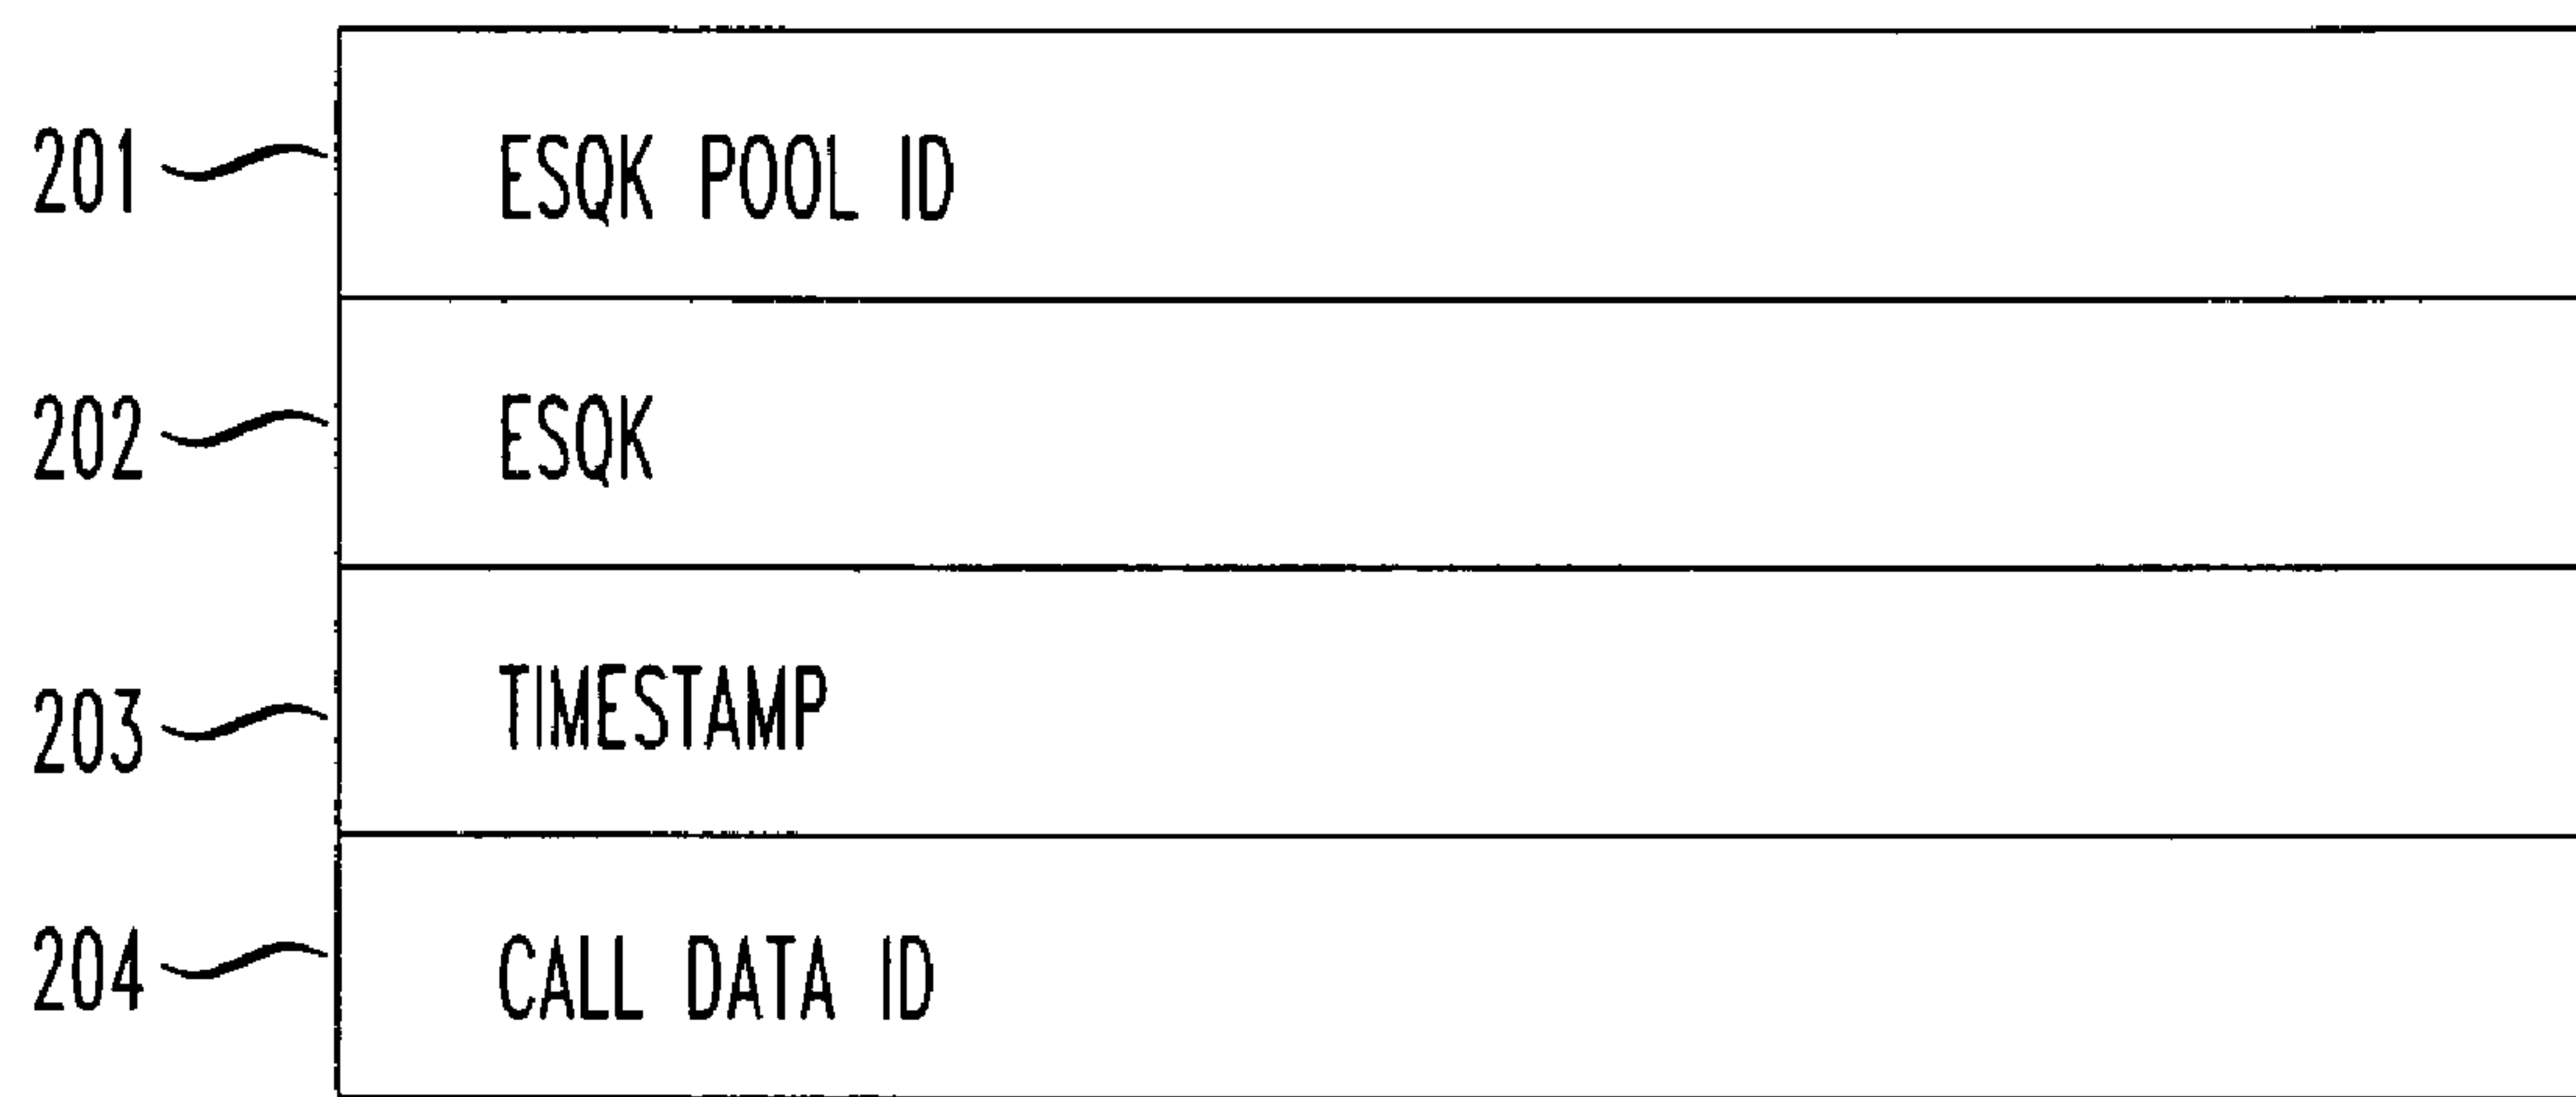 201 ESQK POOL ID
202 ESQK
203 TIMESTAMP
204 CALL DATA ID